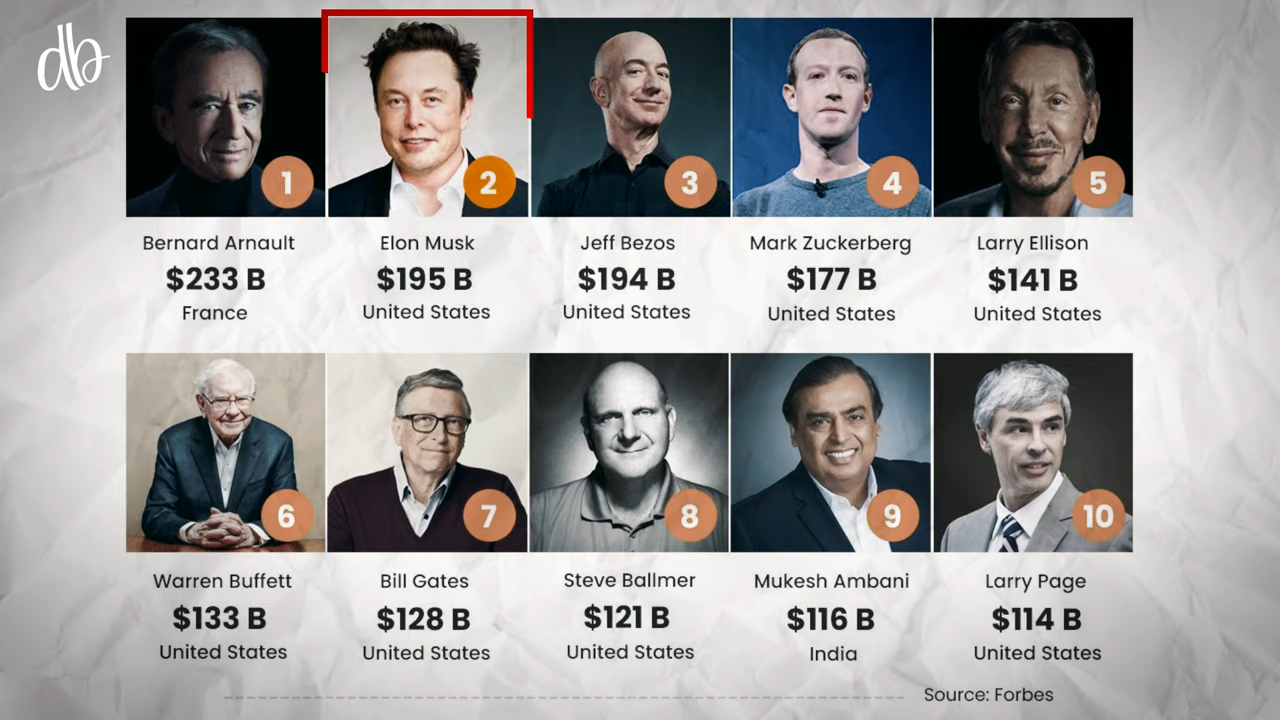 db
1
2
3
4
5
Bernard Arnault
Elon Musk
Jeff Bezos
Mark Zuckerberg
Larry Ellison
$233 B
$195 B
$194 B
$177 B
$141 B
France
United States
United States
United States
United States
6
7
8
9
10
Warren Buffett
Bill Gates
Steve Ballmer
Mukesh Ambani
Larry Page
$133 B
$128 B
$121 B
$116 B
$114 B
United States
United States
United States
India
United States
Source: Forbes